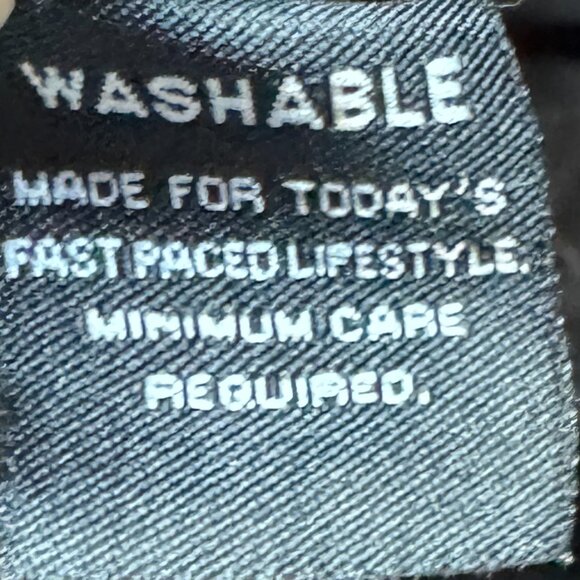 WASHABLE
MADE FOR TODAY'S
FAST PACED LIFESTYLE.
MINIMUM CARE
REQUIRED.